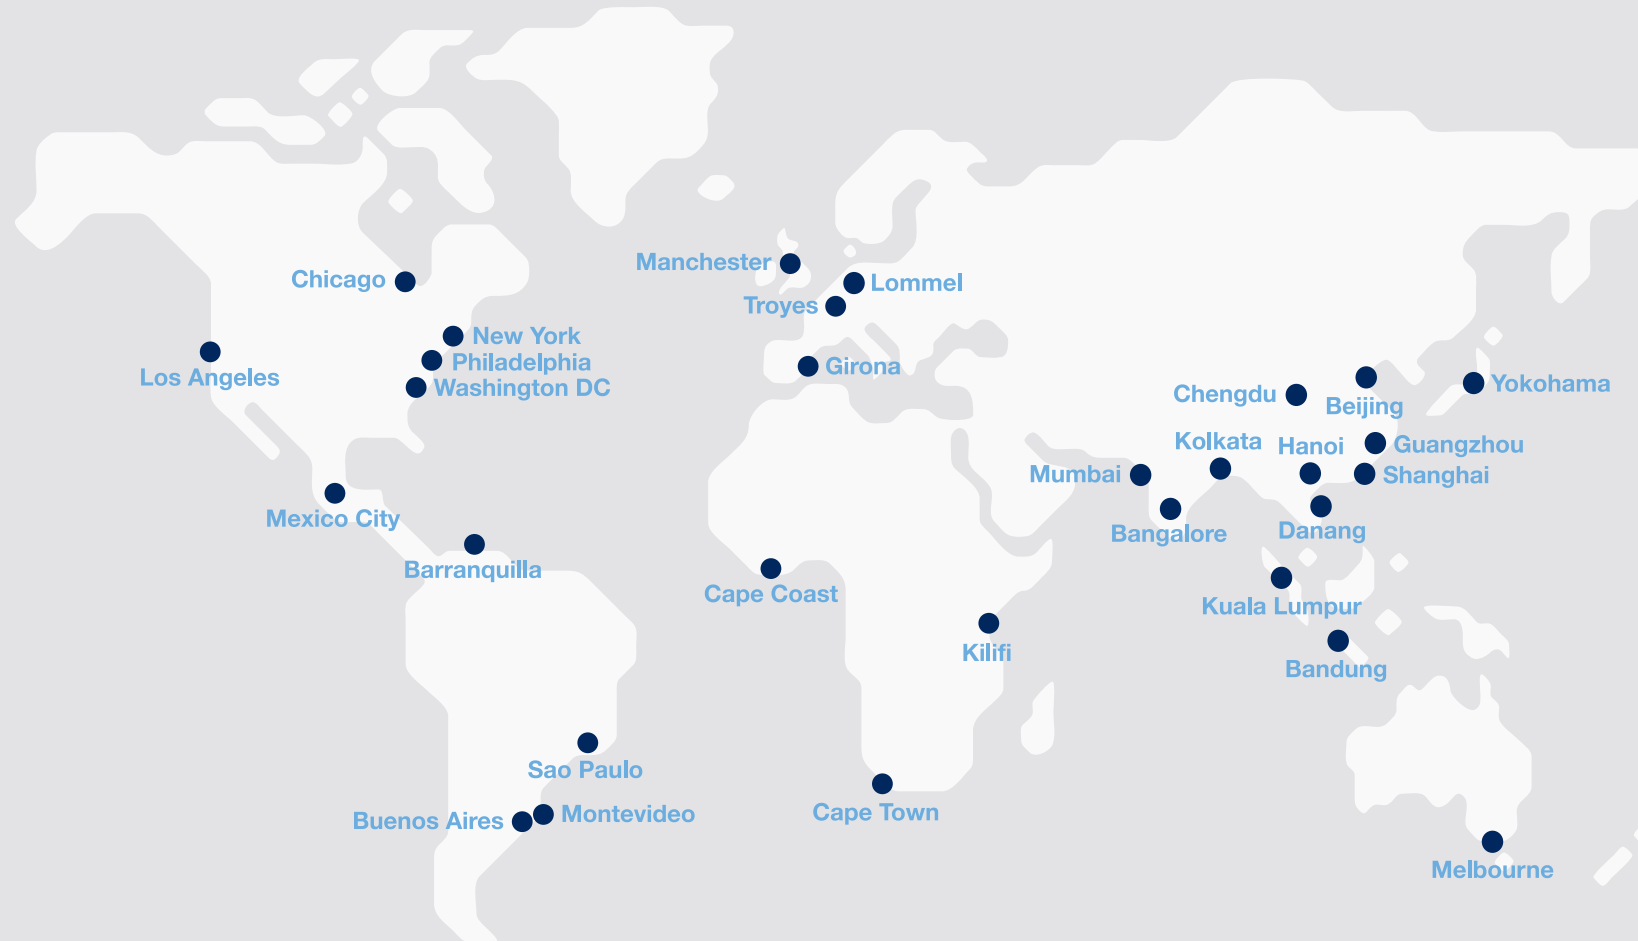 Manchester
Chicago
Lommel
Troyes
New York
Philadelphia
Girona
Los Angeles
Washington DC
Yokohama
Chengdu
Beijing
Kolkata
Hanoi
Guangzhou
Mumbai
Shanghai
Mexico City
Danang
Bangalore
Barranquilla
Cape Coast
Kuala Lumpur
Kilifi
Bandung
Sao Paulo
Cape Town
Montevideo
Buenos Aires
Melbourne